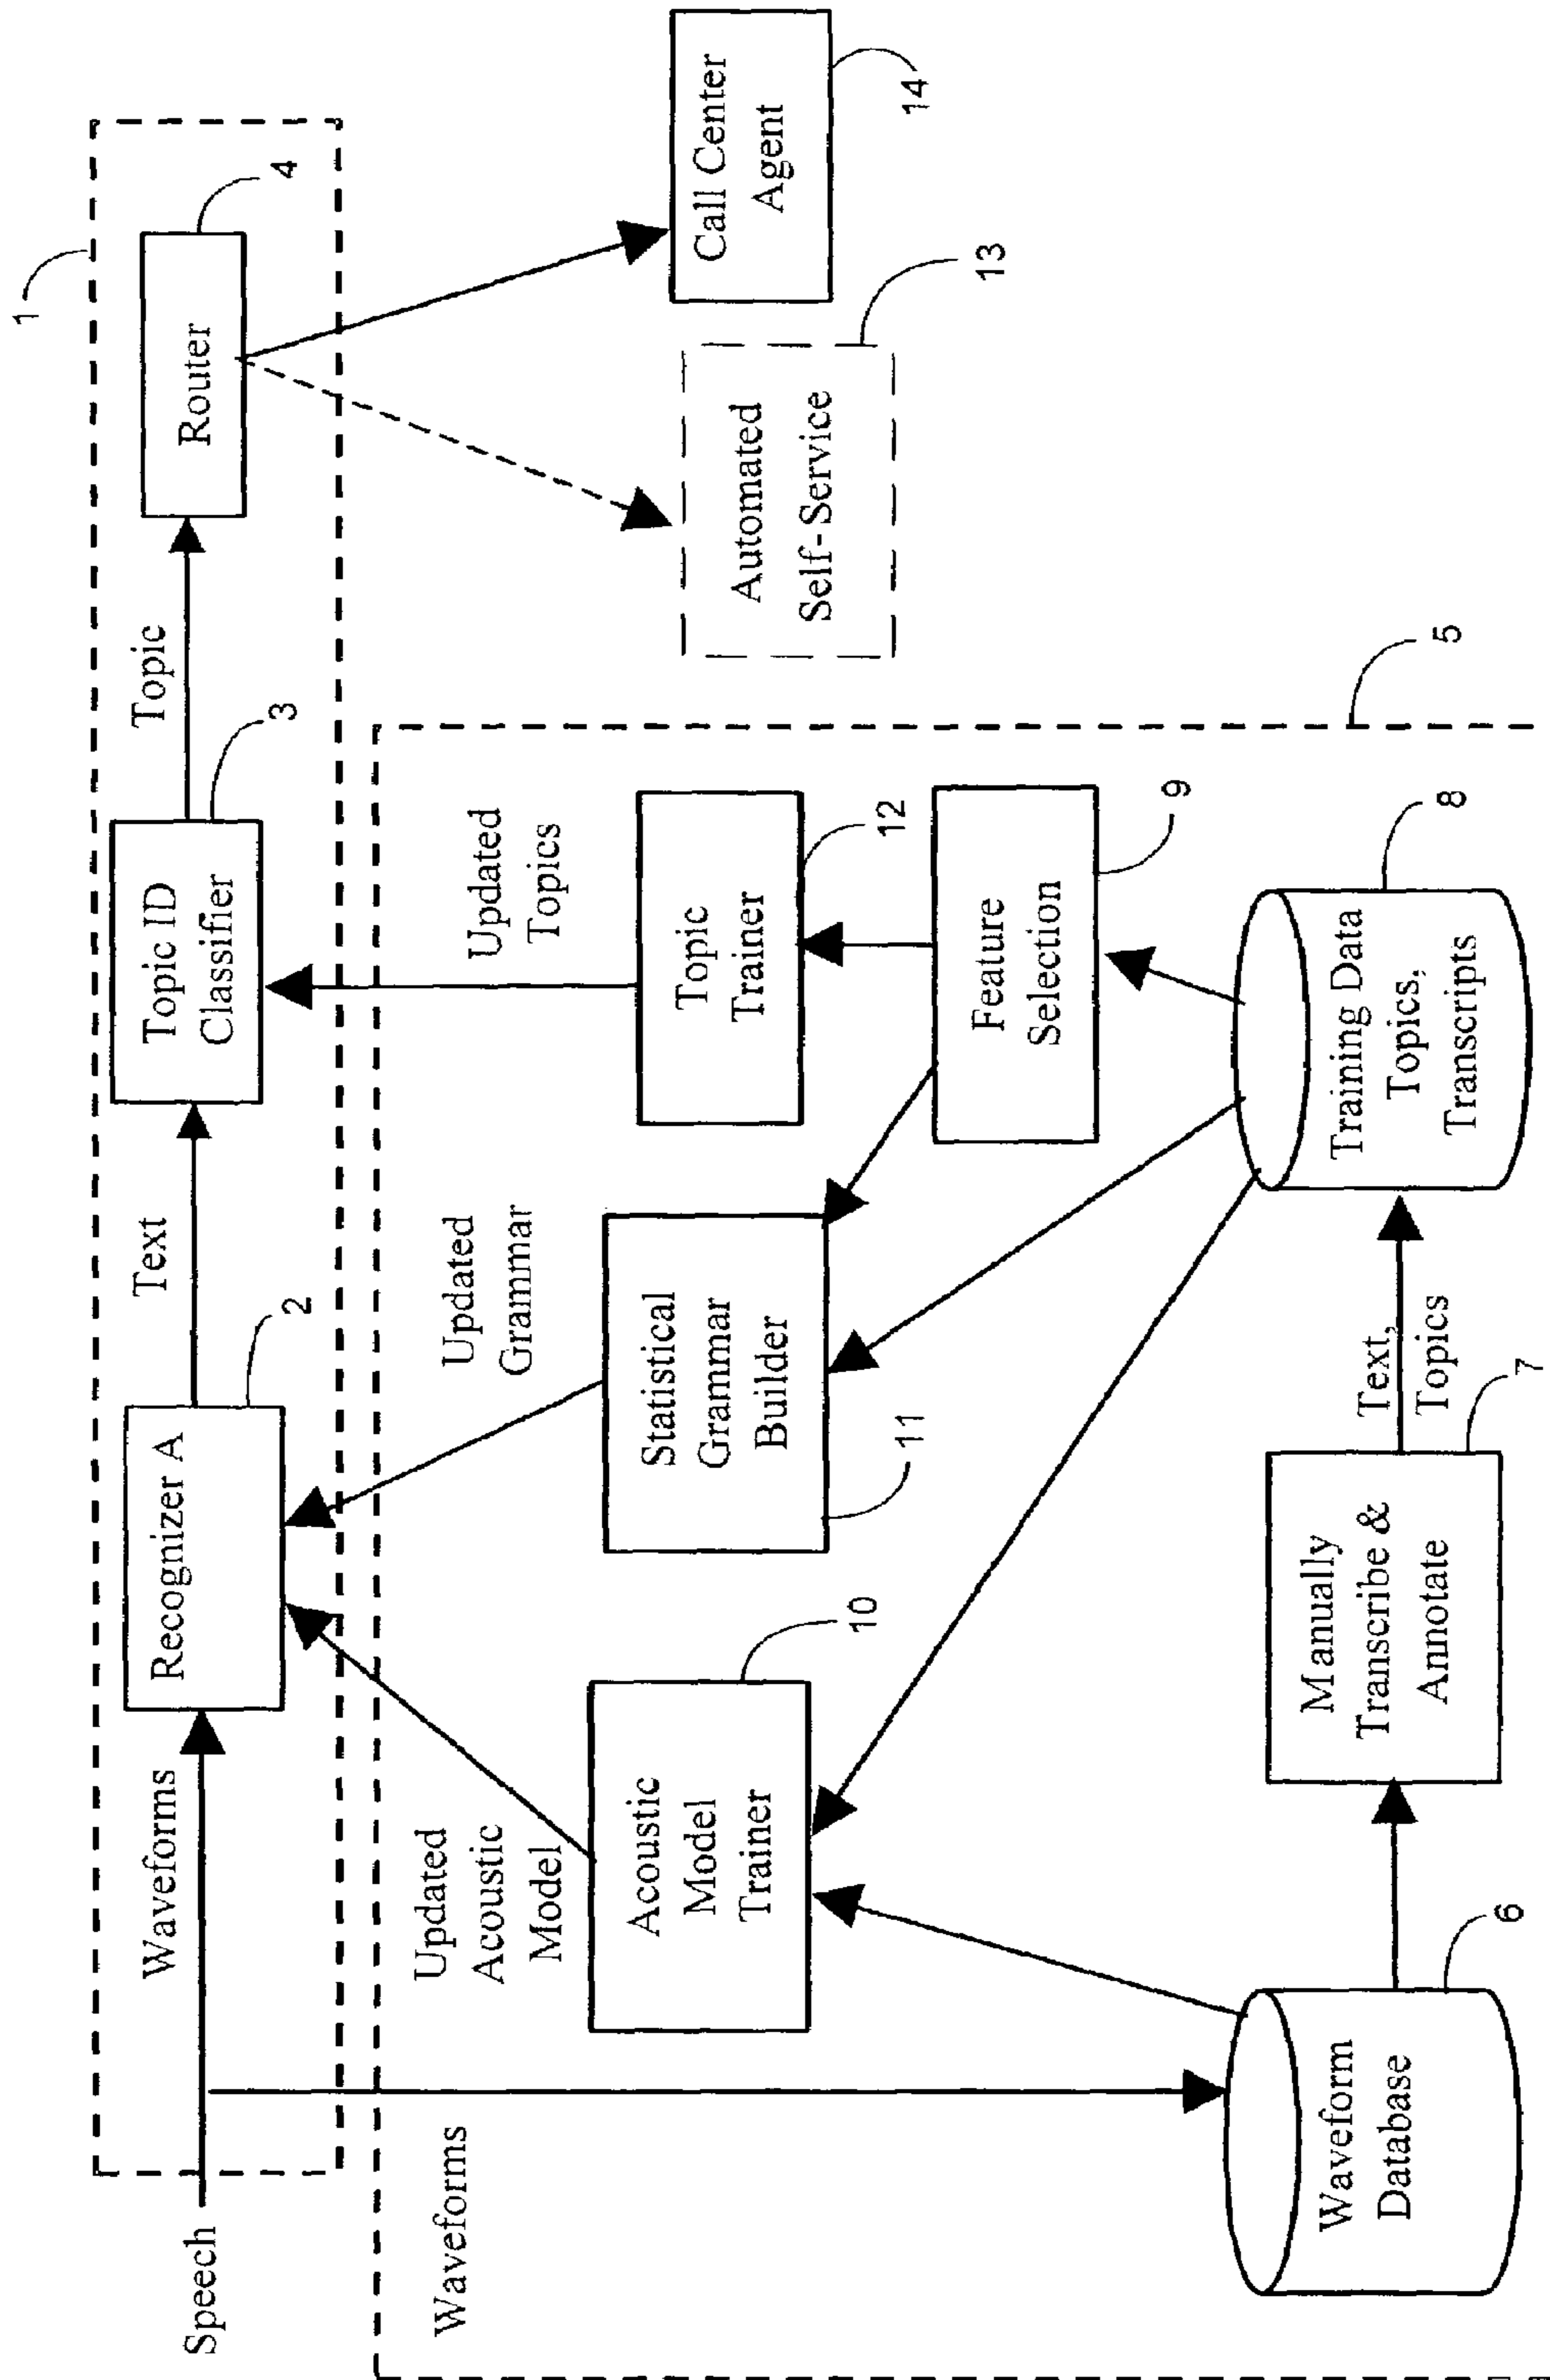 1
Speech
Waveforms
Recognizer A
2
Text
Topic ID
Classifier
3
Topic
Router
4
Waveforms
Updated
Acoustic
Model
Updated
Grammar
Updated
Topics
Acoustic
Model
Trainer
10
Statistical
Grammar
Builder
11
Topic
Trainer
12
Feature
Selection
9
Automated
Self-Service
13
Call Center
Agent
14
5
Waveform
Database
6
Manually
Transcribe &
Annotate
7
Text,
Topics
Training Data
Topics,
Transcripts
8